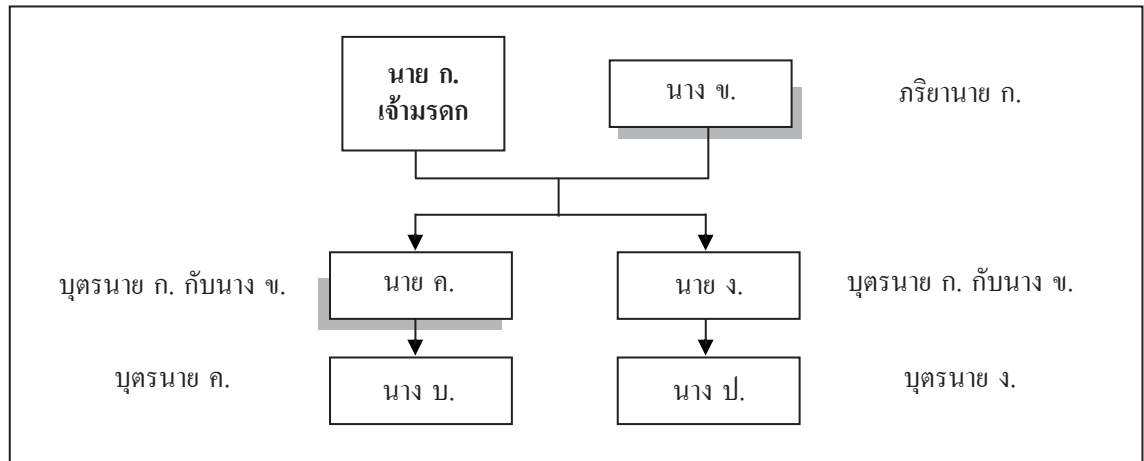 นาย ก.
เจ้ามรดก
นาง ข.
ภริยานาย ก.
บุตรนาย ก. กับนาง ข.
นาย ค.
นาย ง.
บุตรนาย ก. กับนาง ข.
บุตรนาย ค.
นาง บ.
นาง ป.
บุตรนาย ง.